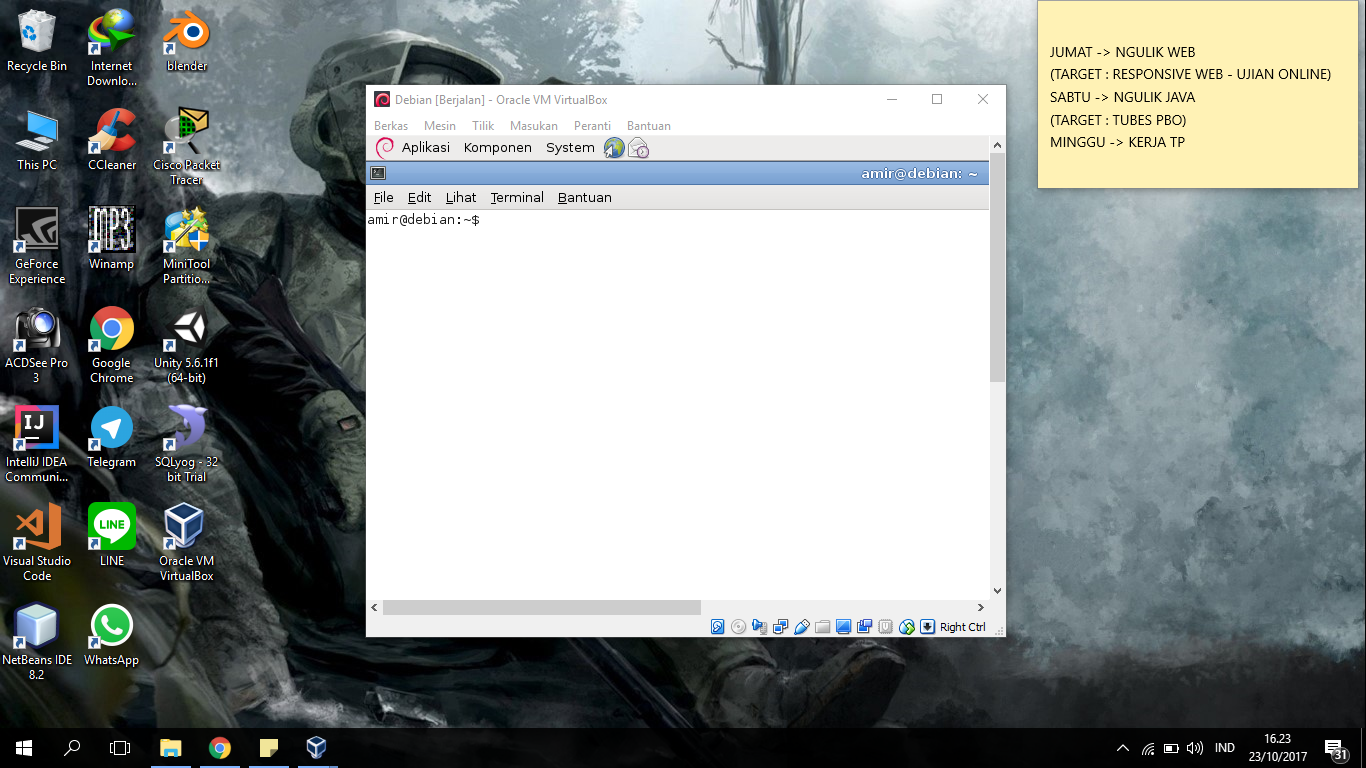 Recycle Bin
Internet
Downlo...
blender
This PC
CCleaner
Cisco Packet
Tracer
GeForce
Experience
MP3
Winamp
MiniTool
Partitio...
ACDSee Pro
3
Google
Chrome
Unity 5.6.1f1
(64-bit)
IJ
IntelliJ IDEA
Communi...
Telegram
SQLyog - 32
bit Trial
Visual Studio
Code
LINE
LINE
Oracle VM
VirtualBox
NetBeans IDE
8.2
WhatsApp
Debian [Berjalan] - Oracle VM VirtualBox
Berkas Mesin Tilik Masukan Peranti Bantuan
Aplikasi Komponen System
amir@debian: ~
File Edit Lihat Terminal Bantuan
amir@debian:~$
Right Ctrl
JUMAT -> NGULIK WEB
(TARGET : RESPONSIVE WEB - UJIAN ONLINE)
SABTU -> NGULIK JAVA
(TARGET : TUBES PBO)
MINGGU -> KERJA TP
IND
16.23
23/10/2017
31